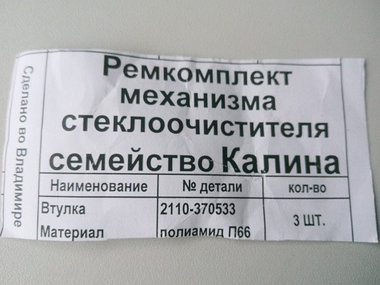 Сделано во Владимире
Ремкомплект
механизма
стеклоочистителя
семейство Калина
Наименование № детали кол-во
Втулка 2110-370533 3 ШТ.
Материал полиамид П66